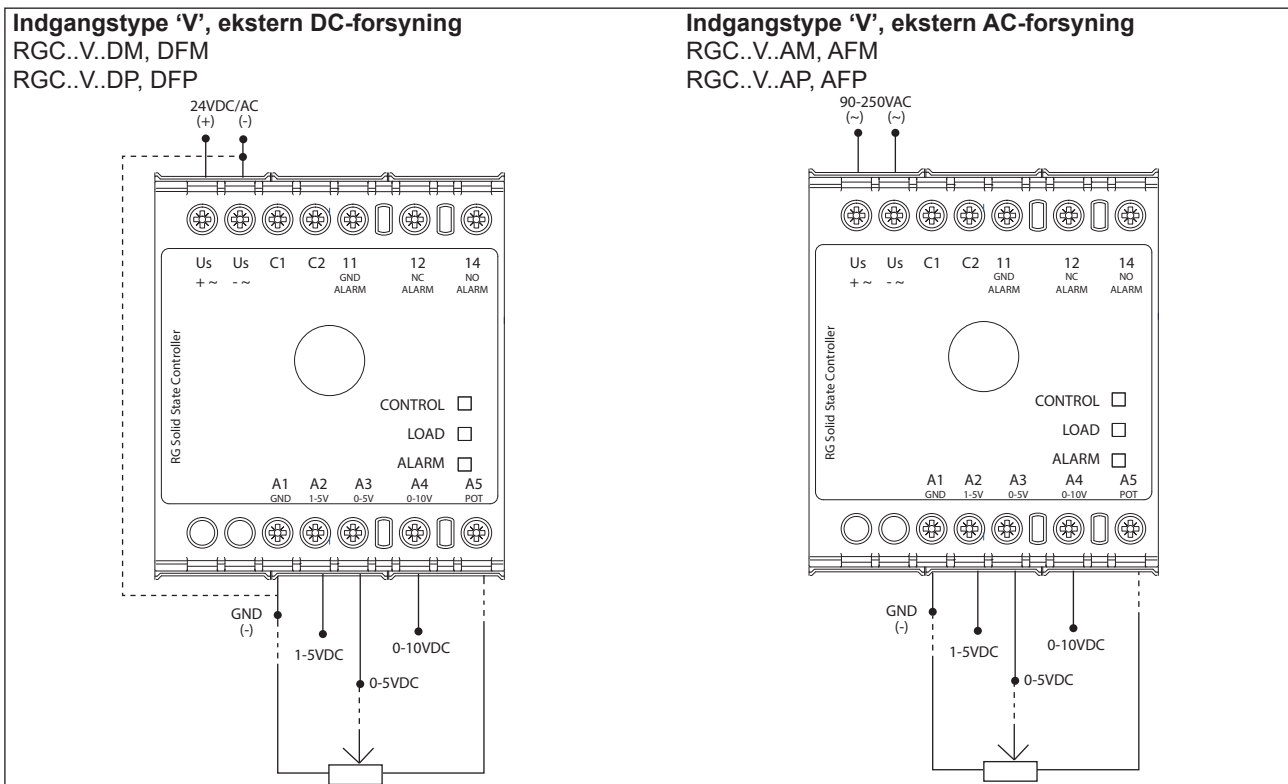 Indgangstype ‘V’, ekstern DC-forsyning
RGC..V..DM, DFM
RGC..V..DP, DFP
24VDC/AC
(+) (-)
Us Us C1 C2 11 12 14
+ ~ - ~ GND NC NO
ALARM ALARM ALARM
RG Solid State Controller
CONTROL
LOAD
ALARM
A1 A2 A3 A4 A5
GND 1-5V 0-5V 0-10V POT
GND
(-)
1-5VDC
0-10VDC
0-5VDC
Indgangstype ‘V’, ekstern AC-forsyning
RGC..V..AM, AFM
RGC..V..AP, AFP
90-250VAC
(~) (~)
Us Us C1 C2 11 12 14
+ ~ - ~ GND NC NO
ALARM ALARM ALARM
RG Solid State Controller
CONTROL
LOAD
ALARM
A1 A2 A3 A4 A5
GND 1-5V 0-5V 0-10V POT
GND
(-)
1-5VDC
0-10VDC
0-5VDC